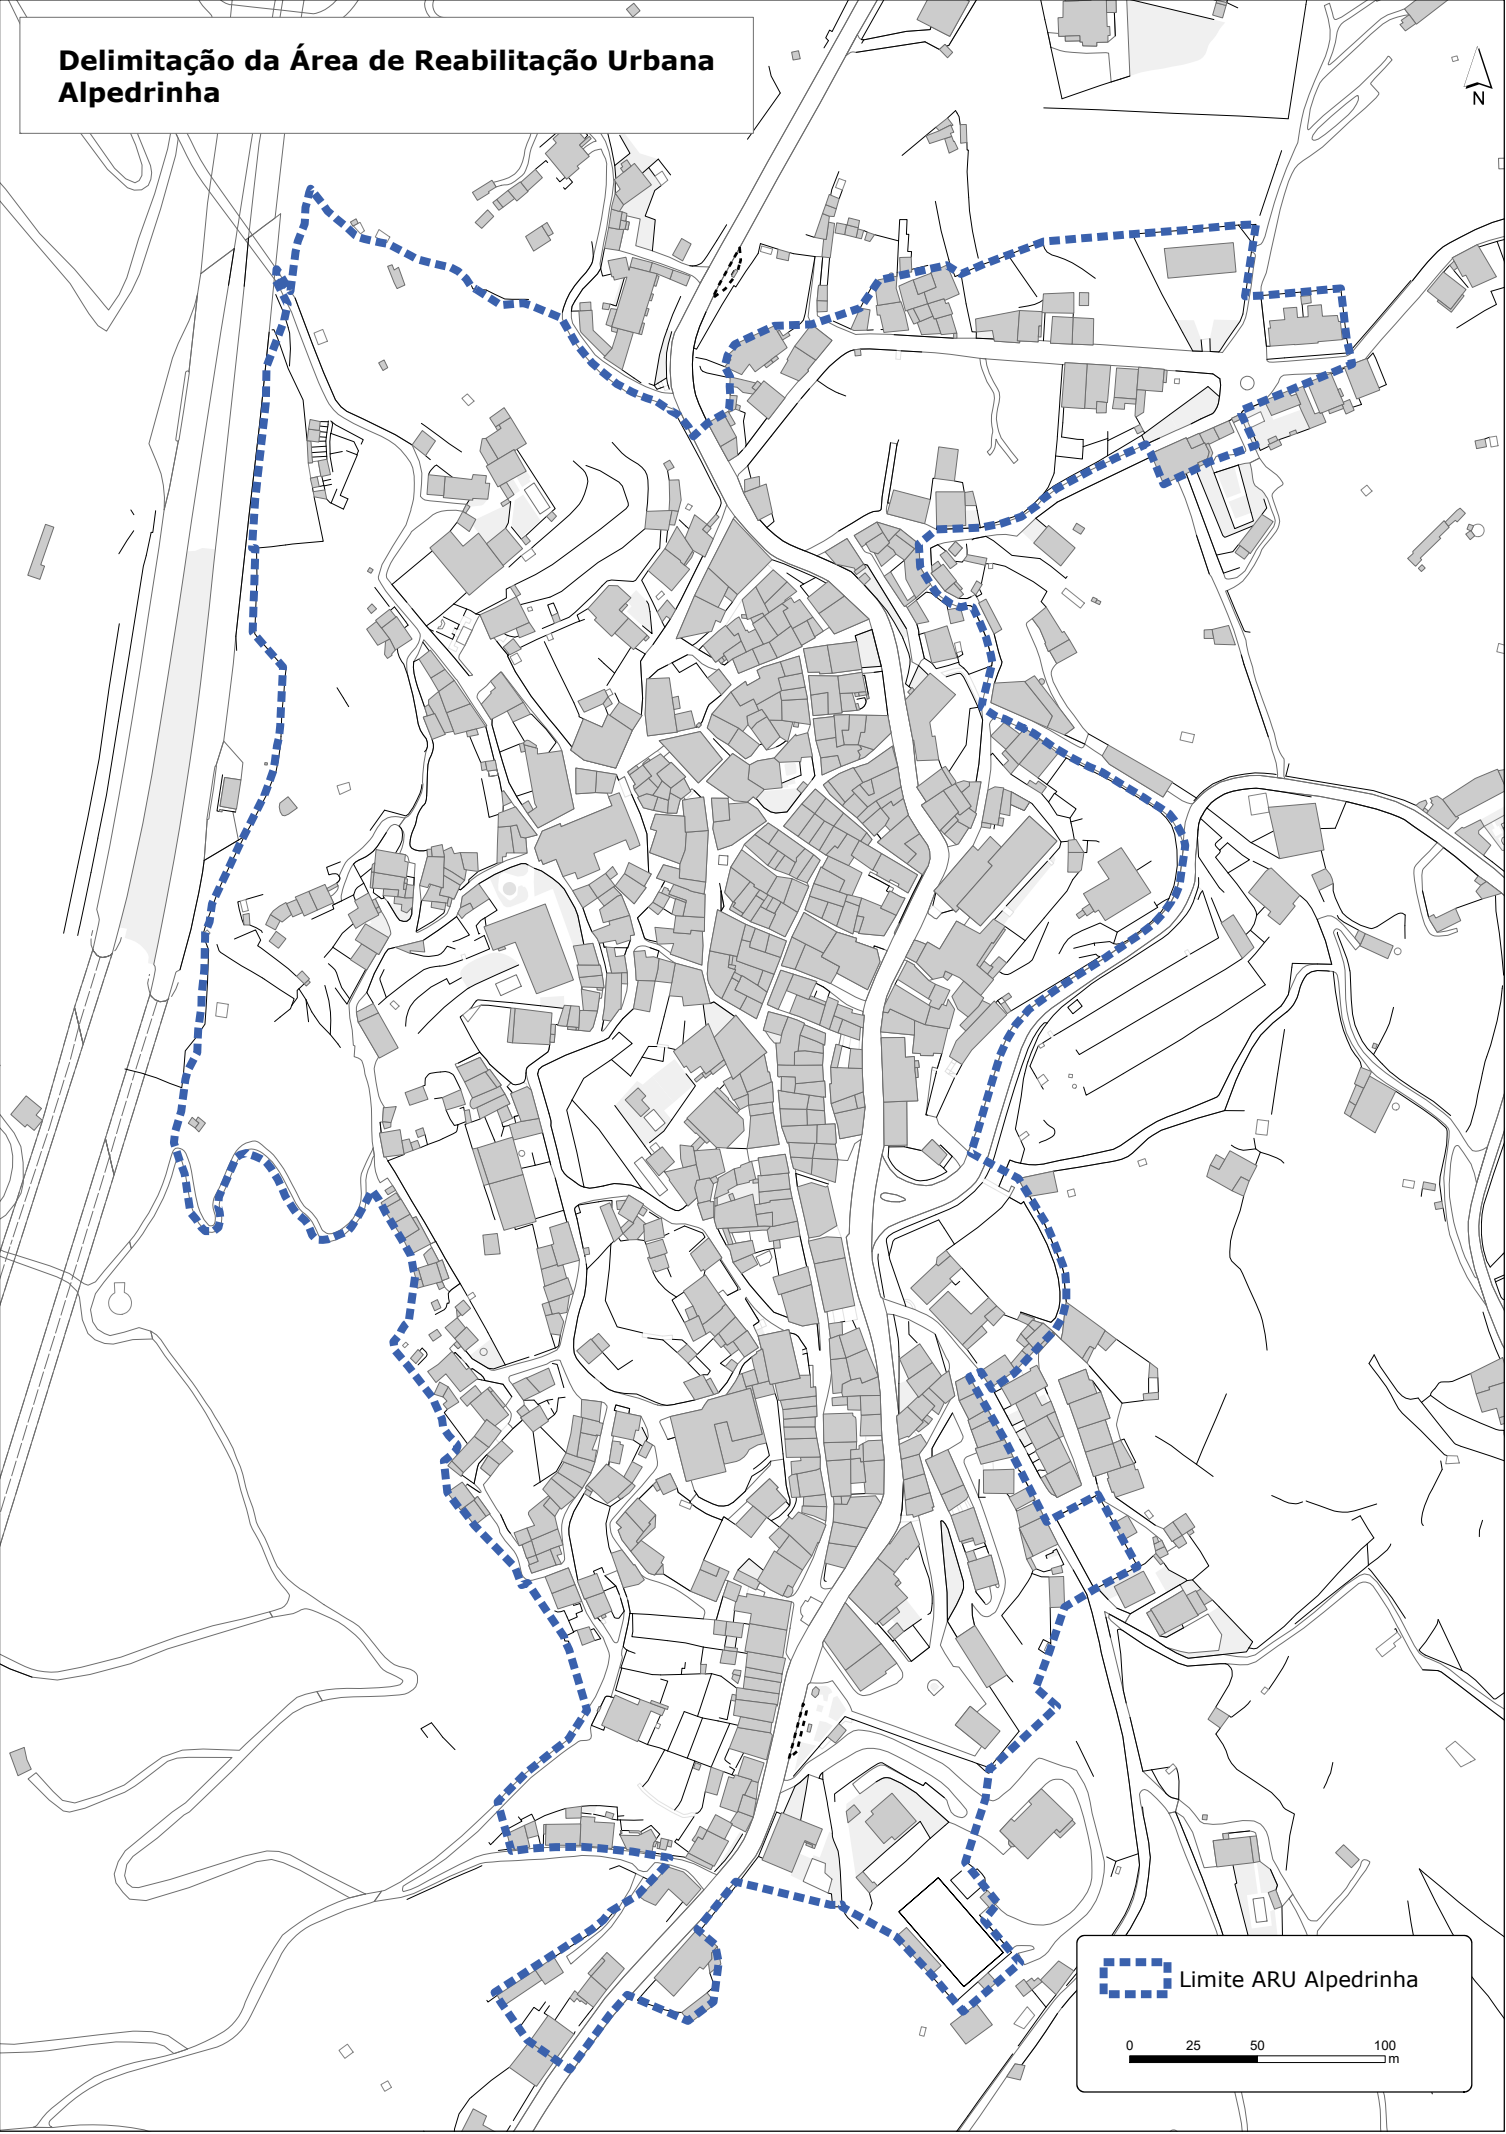 Delimitação da Área de Reabilitação Urbana
Alpedrinha
N
Limite ARU Alpedrinha
0 25 50 100
m